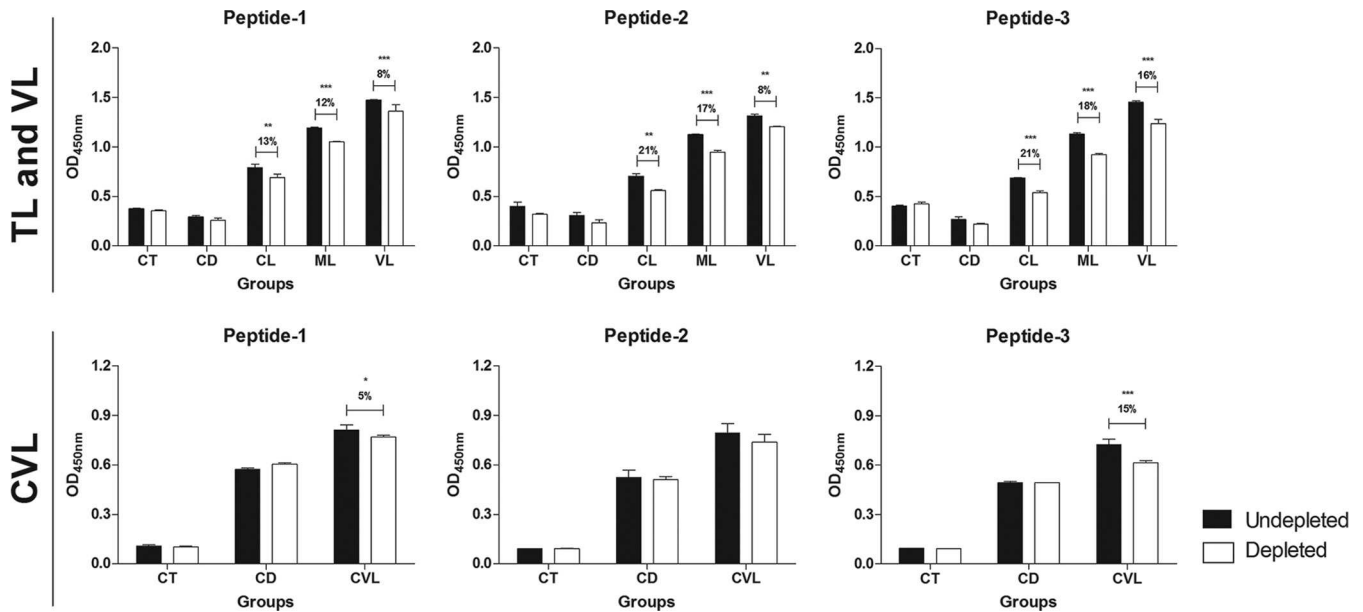 TL and VL
Peptide-1
2.0
1.5
1.0
0.5
0.0
OD450nm
**
13%
***
12%
***
8%
CT CD CL ML VL
Groups
Peptide-2
2.0
1.5
1.0
0.5
0.0
OD450nm
**
21%
***
17%
**
8%
CT CD CL ML VL
Groups
Peptide-3
2.0
1.5
1.0
0.5
0.0
OD450nm
***
21%
***
18%
***
16%
CT CD CL ML VL
Groups
CVL
Peptide-1
1.2
0.9
0.6
0.3
0.0
OD450nm
*
5%
CT CD CVL
Groups
Peptide-2
1.2
0.9
0.6
0.3
0.0
OD450nm
CT CD CVL
Groups
Peptide-3
1.2
0.9
0.6
0.3
0.0
OD450nm
***
15%
CT CD CVL
Groups
Undepleted
Depleted